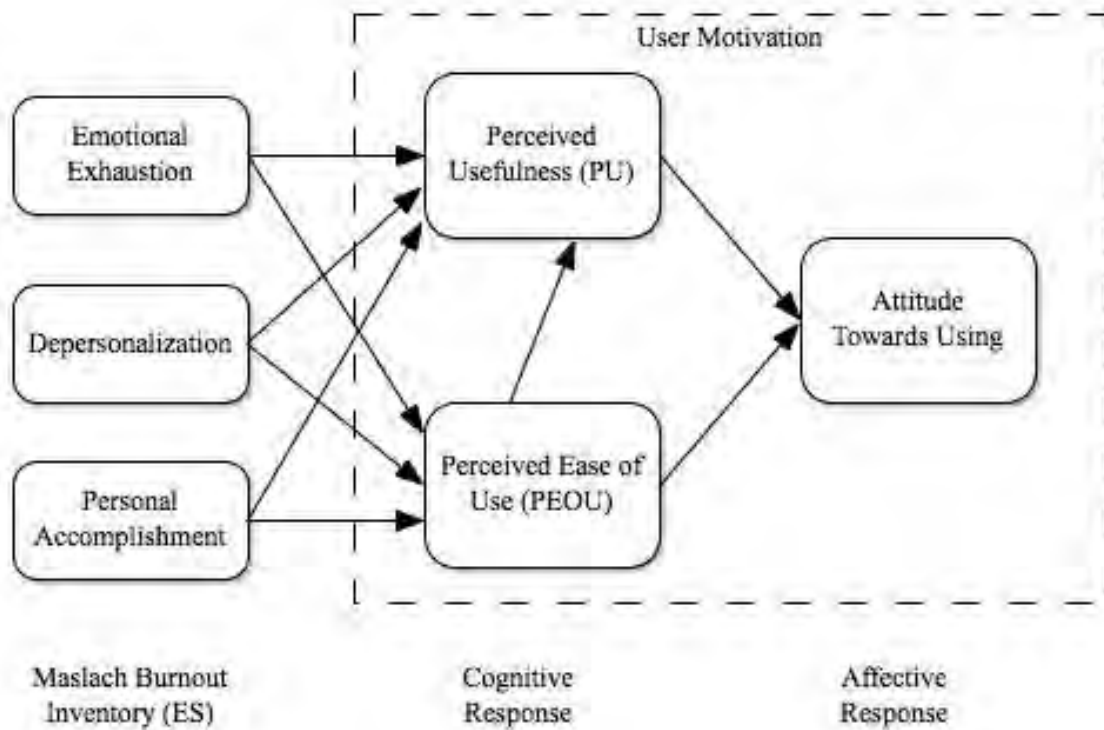 User Motivation
Emotional
Exhaustion
Perceived
Usefulness (PU)
Depersonalization
Attitude
Towards Using
Personal
Accomplishment
Perceived Ease of
Use (PEOU)
Maslach Burnout
Inventory (ES)
Cognitive
Response
Affective
Response